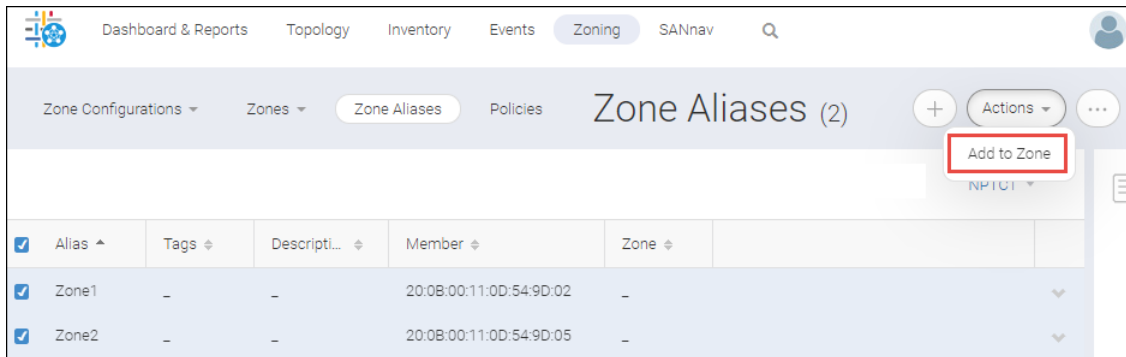 Dashboard & Reports Topology Inventory Events Zoning SANnav
Zone Configurations Zones Zone Aliases Policies Zone Aliases (2) + Actions ...
Add to Zone
NPTCT
Alias Tags Descripti... Member Zone
Zone1 – – 20:0B:00:11:0D:54:9D:02 –
Zone2 – – 20:0B:00:11:0D:54:9D:05 –